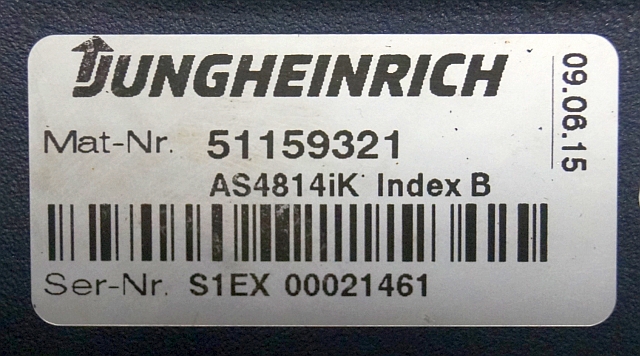 JUNGHEINRICH
09.06.15
Mat-Nr. 51159321
AS4814iK Index B
Ser-Nr. S1EX 00021461